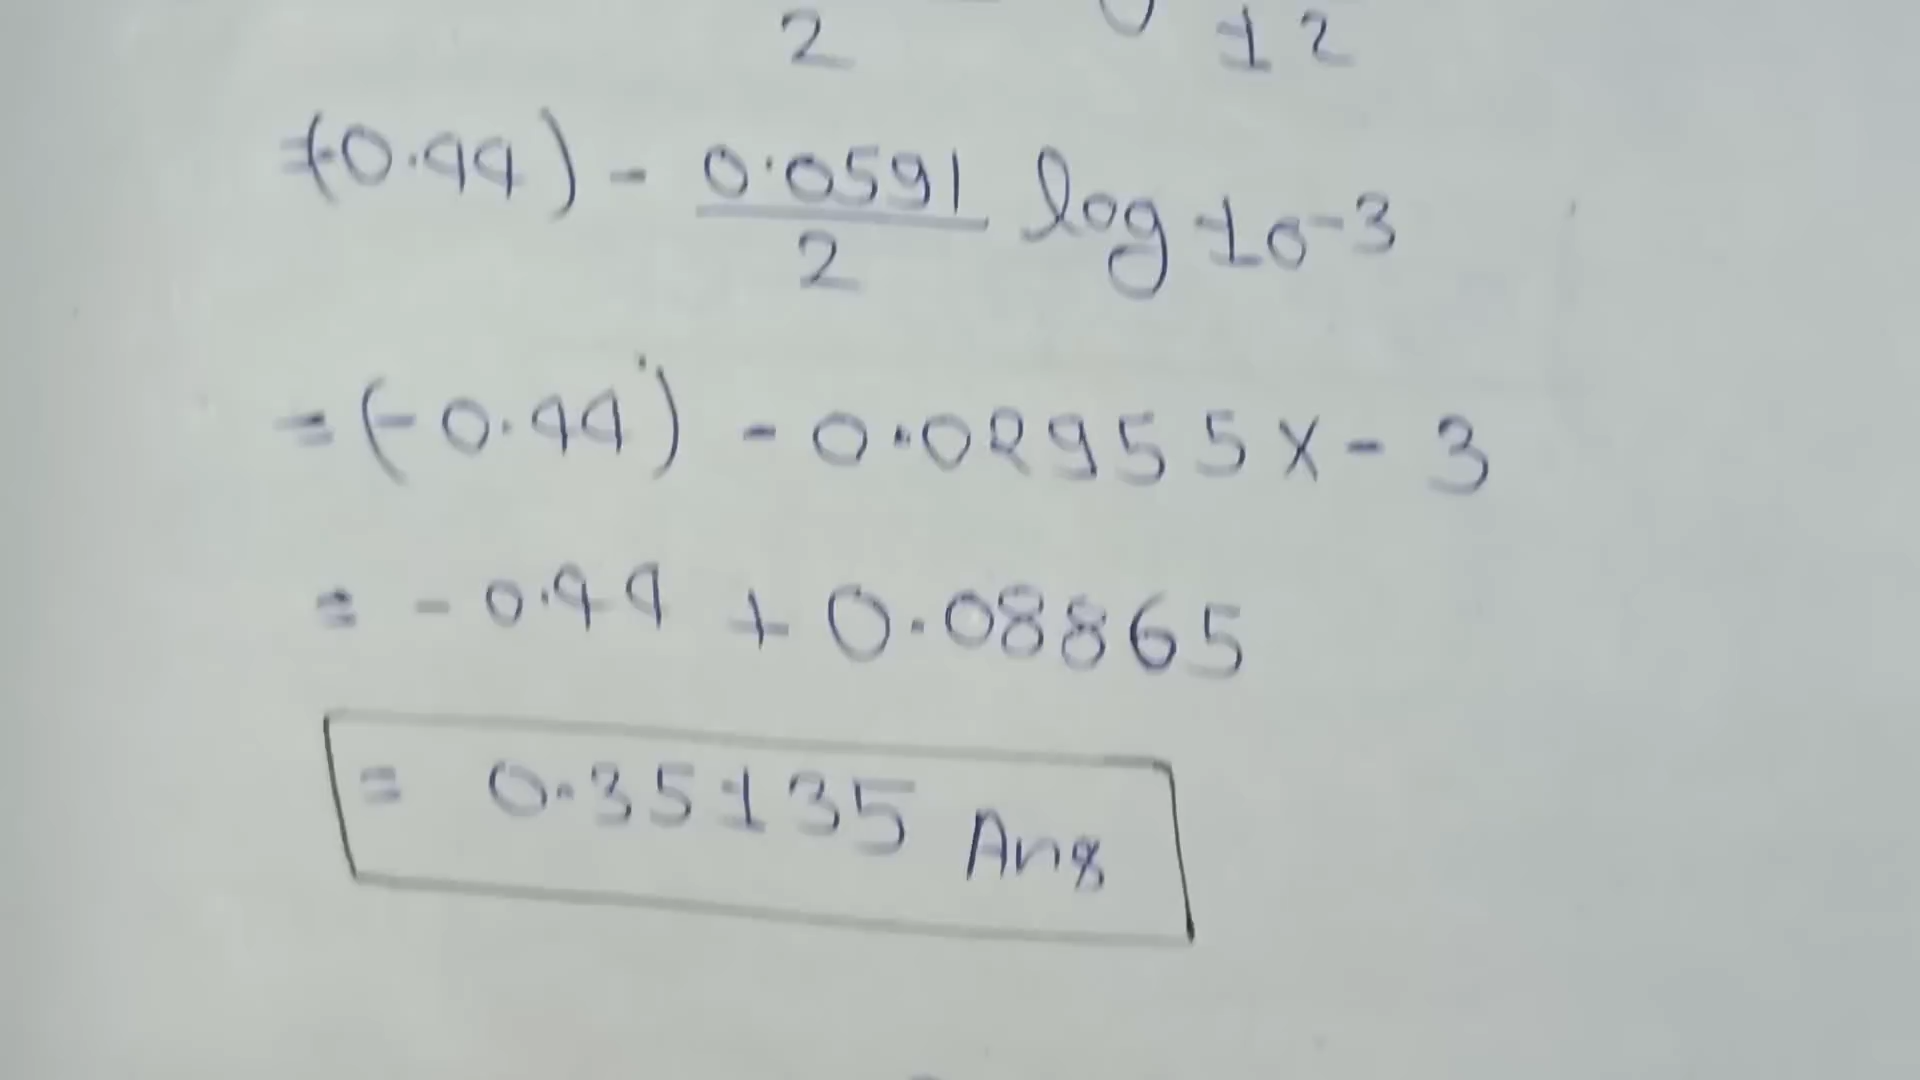 2 12
=(-0.44) - 0.0591/2 log 10⁻³
=(-0.44) - 0.02955 x - 3
= - 0.44 + 0.08865
= 0.35135 Ans